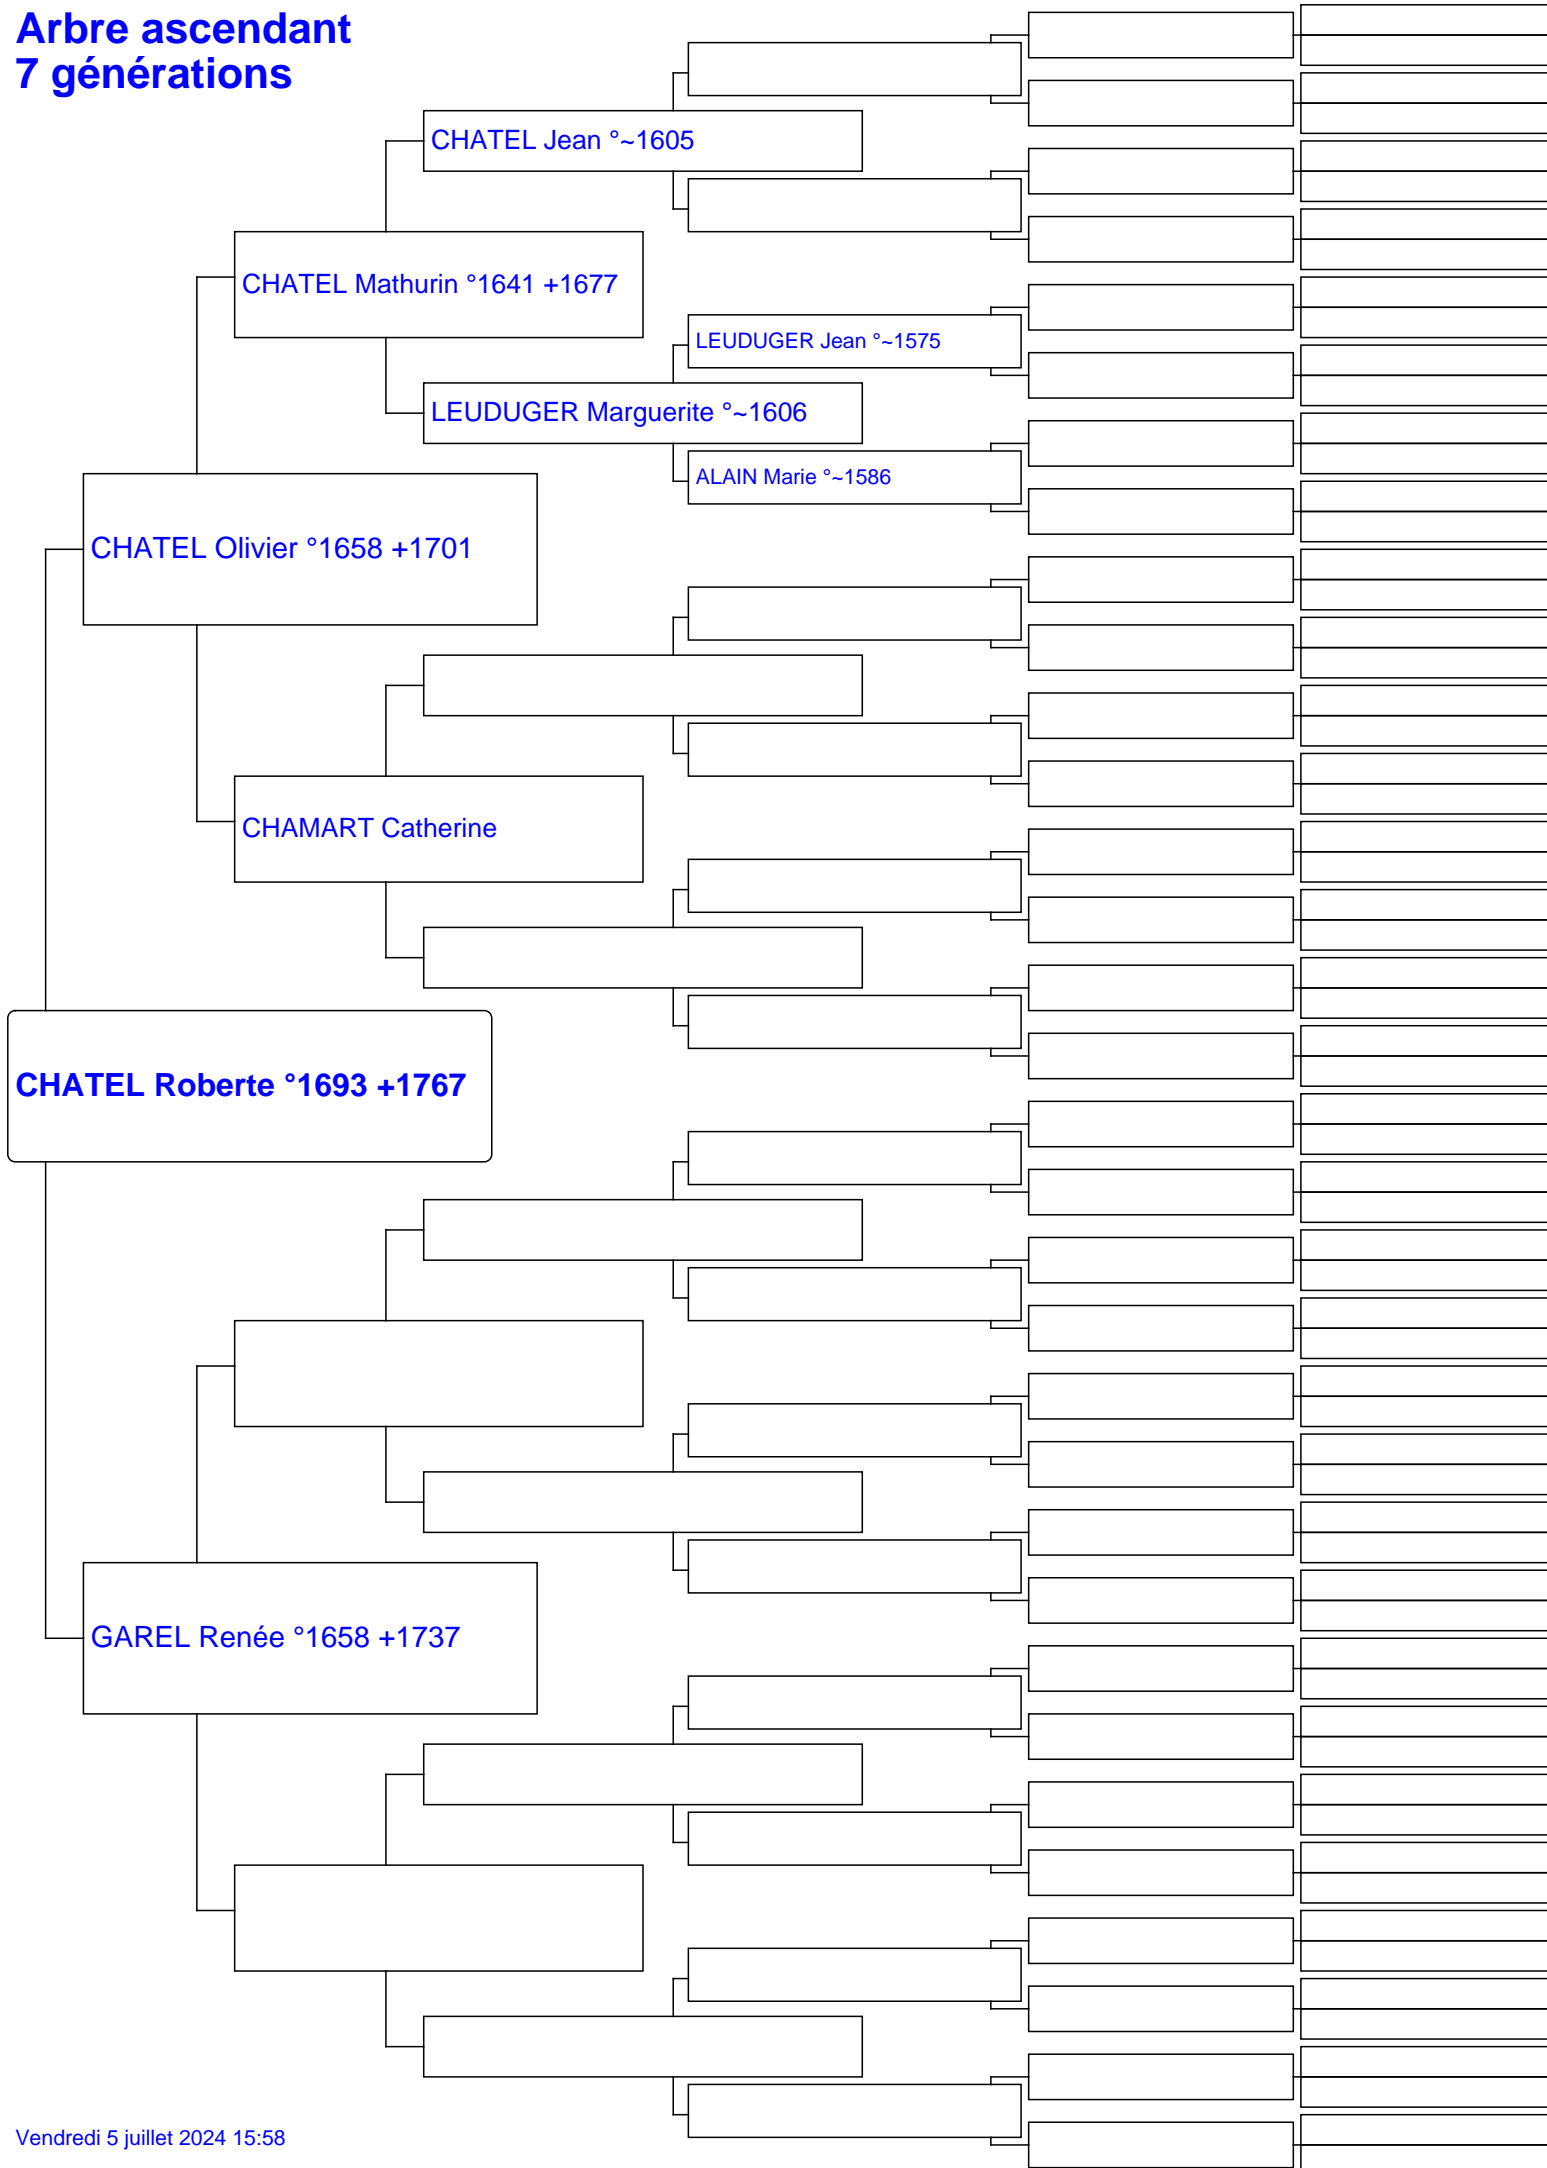 Arbre ascendant
7 générations
CHATEL Jean °~1605
CHATEL Mathurin °1641 +1677
LEUDUGER Jean °~1575
LEUDUGER Marguerite °~1606
ALAIN Marie °~1586
CHATEL Olivier °1658 +1701
CHAMART Catherine
CHATEL Roberte °1693 +1767
GAREL Renée °1658 +1737
Vendredi 5 juillet 2024 15:58